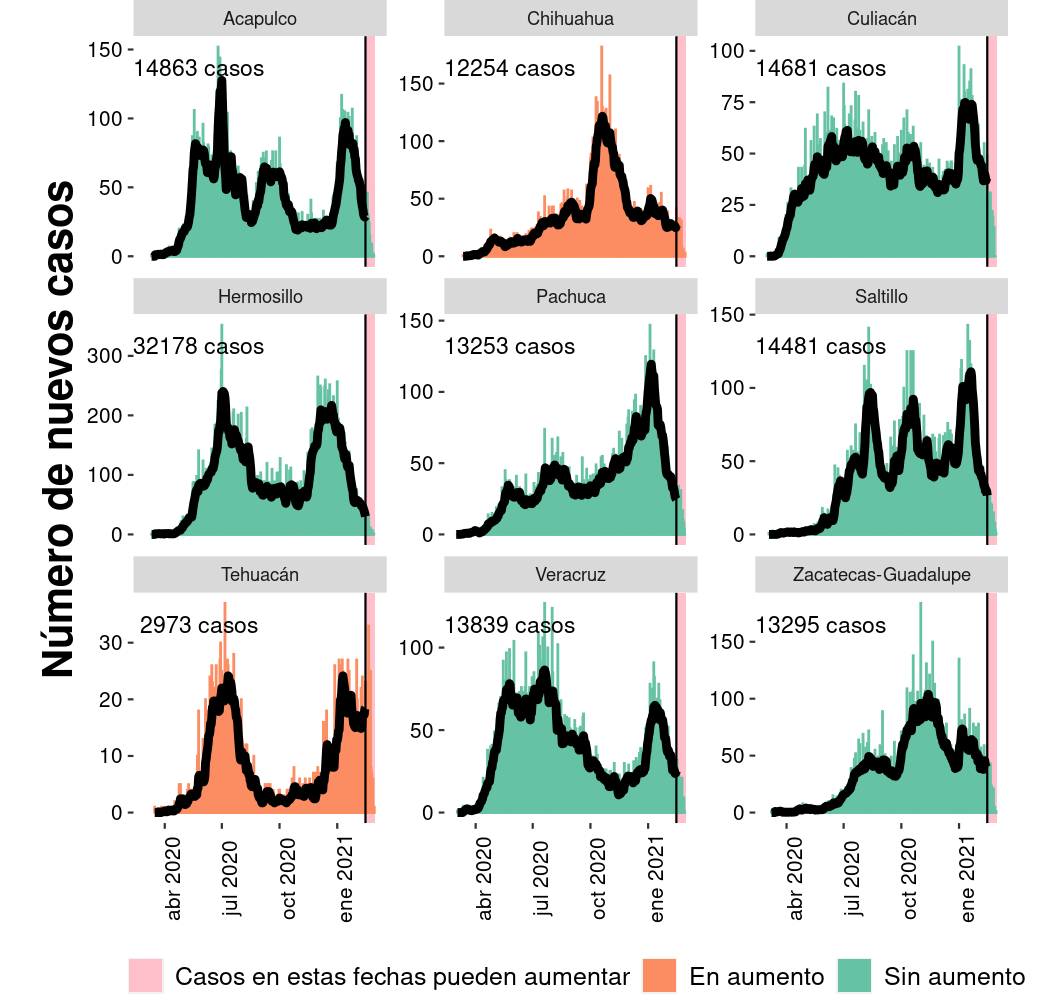 Número de nuevos casos
Acapulco
Chihuahua
Culiacán
14863 casos
12254 casos
14681 casos
150
100
50
0
150
100
50
0
100
75
50
25
0
Hermosillo
Pachuca
Saltillo
32178 casos
13253 casos
14481 casos
300
200
100
0
150
100
50
0
150
100
50
0
Tehuacán
Veracruz
Zacatecas-Guadalupe
2973 casos
13839 casos
13295 casos
30
20
10
0
100
50
0
150
100
50
0
abr 2020
jul 2020
oct 2020
ene 2021
abr 2020
jul 2020
oct 2020
ene 2021
abr 2020
jul 2020
oct 2020
ene 2021
Casos en estas fechas pueden aumentar
En aumento
Sin aumento